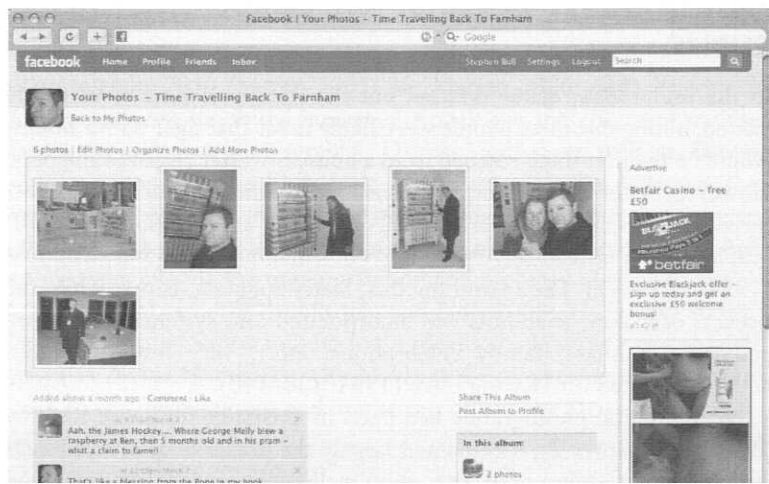 Facebook | Your Photos – Time Travelling Back To Farnham
Google
facebook Home Profile Friends Inbox Stephen Bull Settings Logout Search
Your Photos – Time Travelling Back To Farnham
Back to My Photos
6 photos | Edit Photos | Organize Photos | Add More Photos
Advertise
Betfair Casino – free
£50
BLACKJACK
betfair
Exclusive Blackjack offer –
sign up today and get an
exclusive £50 welcome
bonus!
Added about a month ago · Comment · Like
Share This Album
Post Album to Profile
Aah, the James Hockey.... Where George Melly blew a
raspberry at Ben, then 5 months old and in his pram –
what a claim to fame!!
In this album:
2 photos
That's like a blessing from the Pope in my book